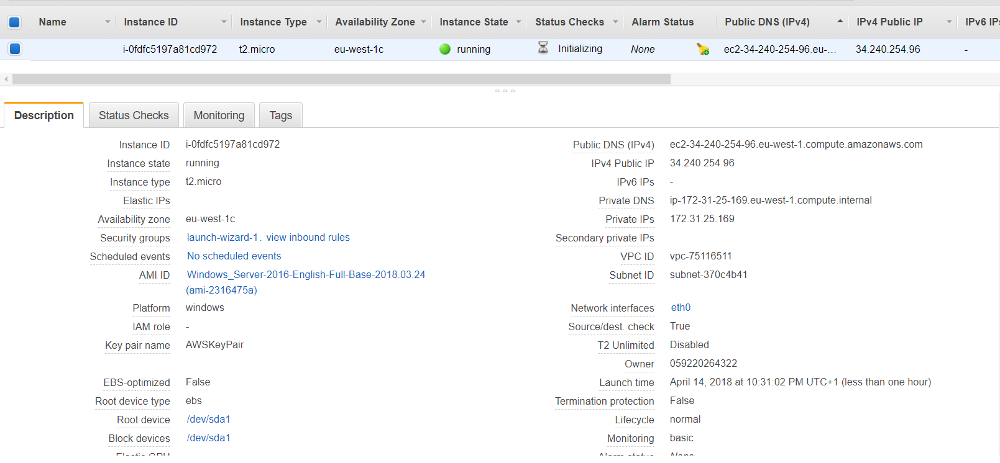 Name Instance ID Instance Type Availability Zone Instance State Status Checks Alarm Status Public DNS (IPv4) IPv4 Public IP IPv6 IPs
i-0fdfc5197a81cd972 t2.micro eu-west-1c running Initializing None ec2-34-240-254-96.eu-... 34.240.254.96 -
Description Status Checks Monitoring Tags
Instance ID i-0fdfc5197a81cd972 Public DNS (IPv4) ec2-34-240-254-96.eu-west-1.compute.amazonaws.com
Instance state running IPv4 Public IP 34.240.254.96
Instance type t2.micro IPv6 IPs -
Elastic IPs Private DNS ip-172-31-25-169.eu-west-1.compute.internal
Availability zone eu-west-1c Private IPs 172.31.25.169
Security groups launch-wizard-1. view inbound rules Secondary private IPs
Scheduled events No scheduled events VPC ID vpc-75116511
AMI ID Windows_Server-2016-English-Full-Base-2018.03.24 Subnet ID subnet-370c4b41
(ami-2316475a)
Platform windows Network interfaces eth0
IAM role - Source/dest. check True
Key pair name AWSKeyPair T2 Unlimited Disabled
Owner 059220264322
EBS-optimized False Launch time April 14, 2018 at 10:31:02 PM UTC+1 (less than one hour)
Root device type ebs Termination protection False
Root device /dev/sda1 Lifecycle normal
Block devices /dev/sda1 Monitoring basic
Elastic GPU Alarm status None